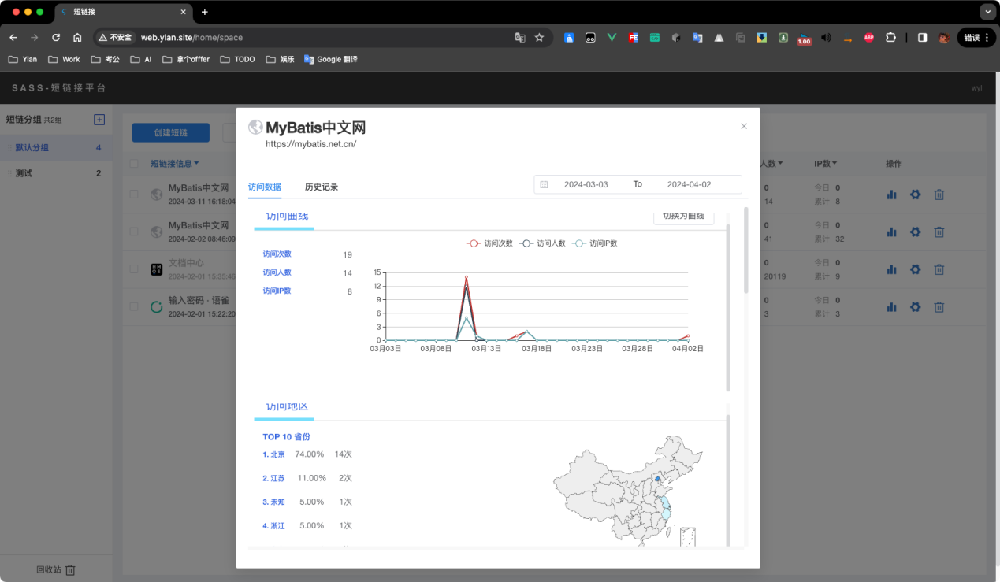 短链接
不安全 web.ylan.site/home/space
1.00
ABP
错误
Ylan Work 考公 AI 拿个offfer TODO 娱乐 Google 翻译
SASS-短链接平台
wyl
短链分组 共2组
默认分组 4
测试 2
回收站
创建短链
短链接信息
人数 IP数 操作
MyBatis中文网
2024-03-11 16:18:04
0 今日 0
14 累计 8
MyBatis中文网
2024-02-02 08:46:09
0 今日 0
41 累计 32
文档中心
2024-02-01 15:35:46
0 今日 0
20119 累计 9
输入密码 · 语雀
2024-02-01 15:22:20
0 今日 0
3 累计 3
MyBatis中文网
https://mybatis.net.cn/
访问数据 历史记录
2024-03-03 To 2024-04-02
访问曲线
切换为曲线
访问次数 访问人数 访问IP数
访问次数 19
访问人数 14
访问IP数 8
15
12
9
6
3
0
03月03日 03月08日 03月13日 03月18日 03月23日 03月28日 04月02日
访问地区
TOP 10 省份
1. 北京 74.00% 14次
2. 江苏 11.00% 2次
3. 未知 5.00% 1次
4. 浙江 5.00% 1次